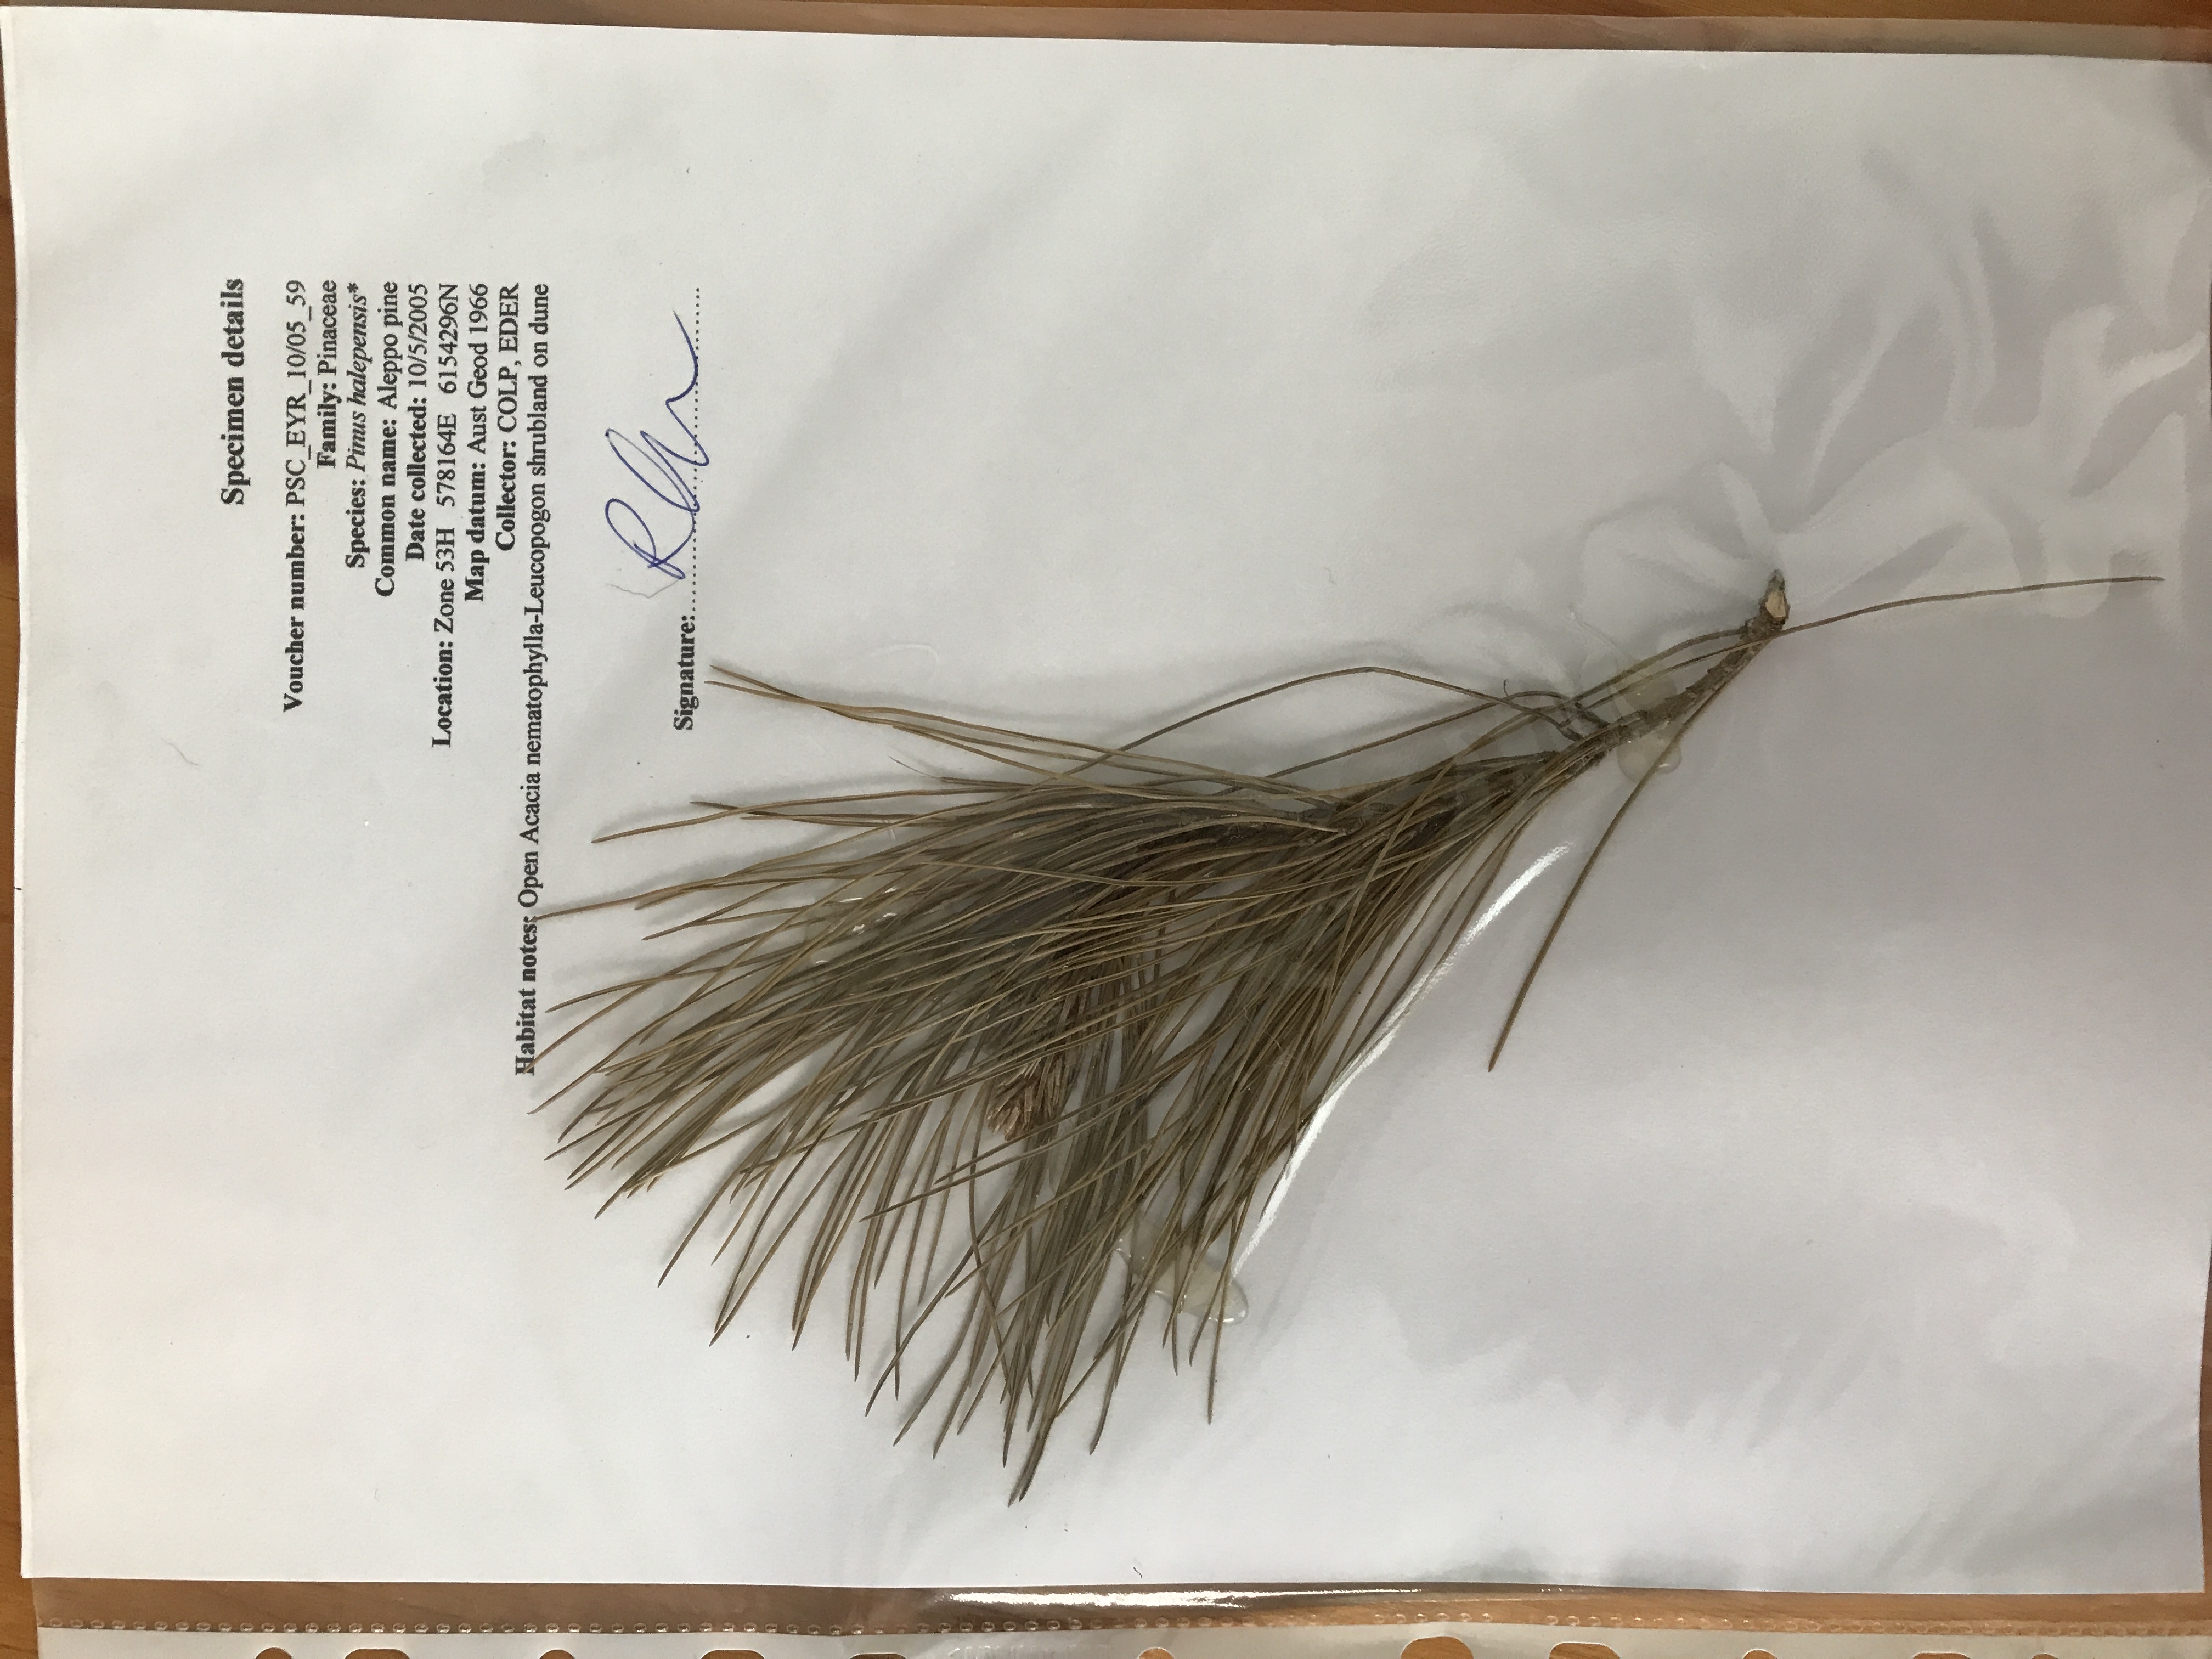 Specimen details
Voucher number: PSC_EYR_10/05_59
Family: Pinaceae
Species: Pinus halepensis*
Common name: Aleppo pine
Date collected: 10/5/2005
Location: Zone 53H 578164E 6154296N
Map datum: Aust Geod 1966
Collector: COLP, EDER
Habitat notes: Open Acacia nematophylla-Leucopogon shrubland on dune
Signature: